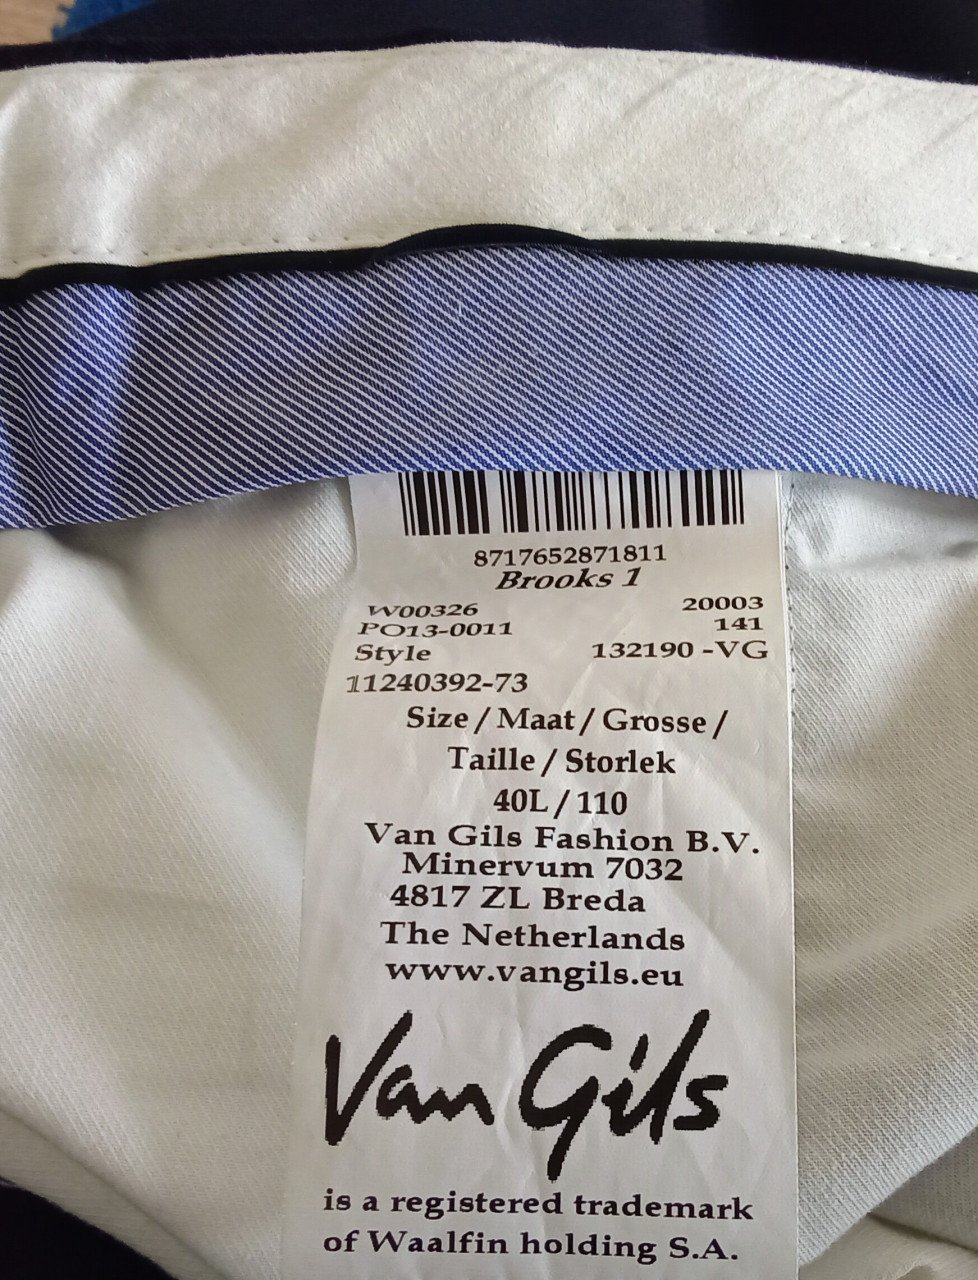 8717652871811
Brooks 1
W00326 20003
PO13-0011 141
Style 132190 -VG
11240392-73
Size / Maat / Grosse /
Taille / Storlek
40L / 110
Van Gils Fashion B.V.
Minervum 7032
4817 ZL Breda
The Netherlands
www.vangils.eu
Van Gils
is a registered trademark
of Waalfin holding S.A.